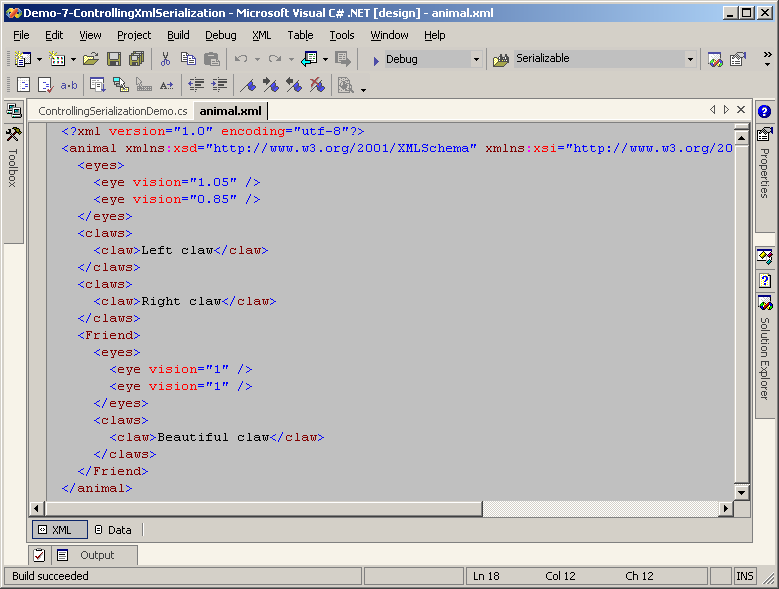 Demo-7-ControllingXmlSerialization - Microsoft Visual C# .NET [design] - animal.xml
File Edit View Project Build Debug XML Table Tools Window Help
Debug Serializable
a·b
A
ControllingSerializationDemo.cs animal.xml
Toolbox
<?xml version="1.0" encoding="utf-8"?>
<animal xmlns:xsd="http://www.w3.org/2001/XMLSchema" xmlns:xsi="http://www.w3.org/20
<eyes>
<eye vision="1.05" />
<eye vision="0.85" />
</eyes>
<claws>
<claw>Left claw</claw>
</claws>
<claws>
<claw>Right claw</claw>
</claws>
<Friend>
<eyes>
<eye vision="1" />
<eye vision="1" />
</eyes>
<claws>
<claw>Beautiful claw</claw>
</claws>
</Friend>
</animal>
Properties
Solution Explorer
XML Data
Output
Build succeeded Ln 18 Col 12 Ch 12 INS